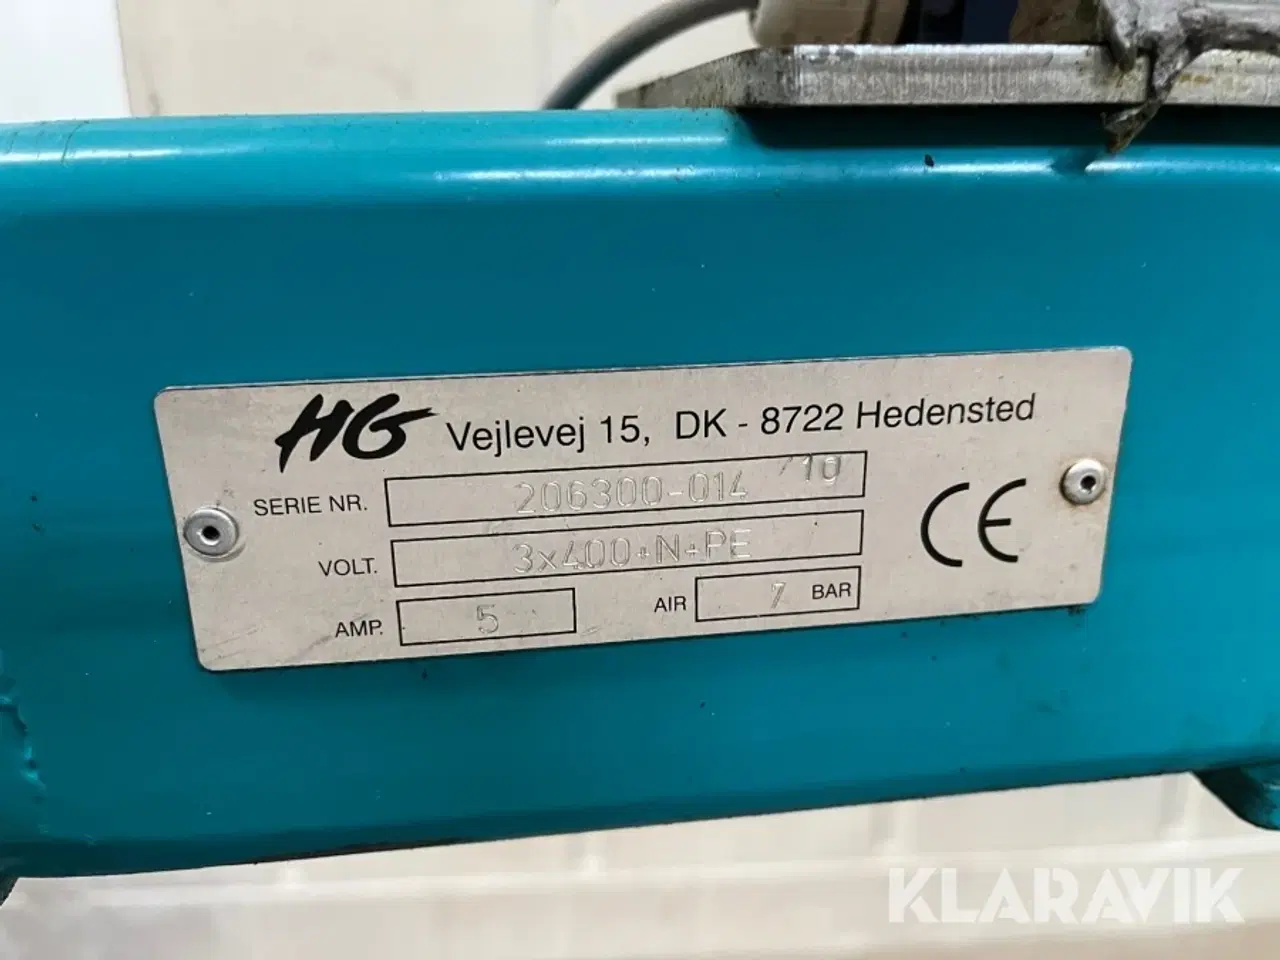 HG Vejlevej 15, DK - 8722 Hedensted
SERIE NR. 206300-014 /10
VOLT. 3x400+N+PE
AMP. 5 AIR 7 BAR
CE
KLARAVIK